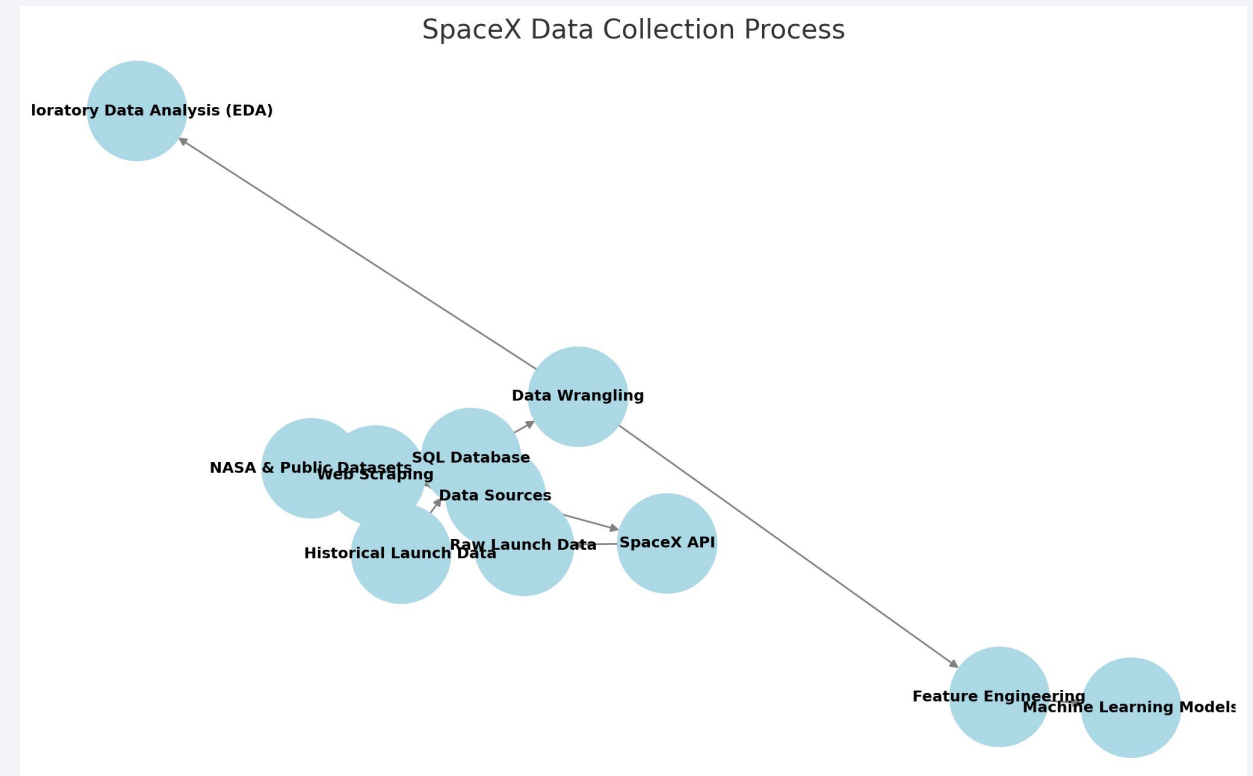 SpaceX Data Collection Process
loratory Data Analysis (EDA)
Data Wrangling
SQL Database
NASA & Public Datasets
Web Scraping
Data Sources
SpaceX API
Raw Launch Data
Historical Launch Data
Feature Engineering
Machine Learning Models